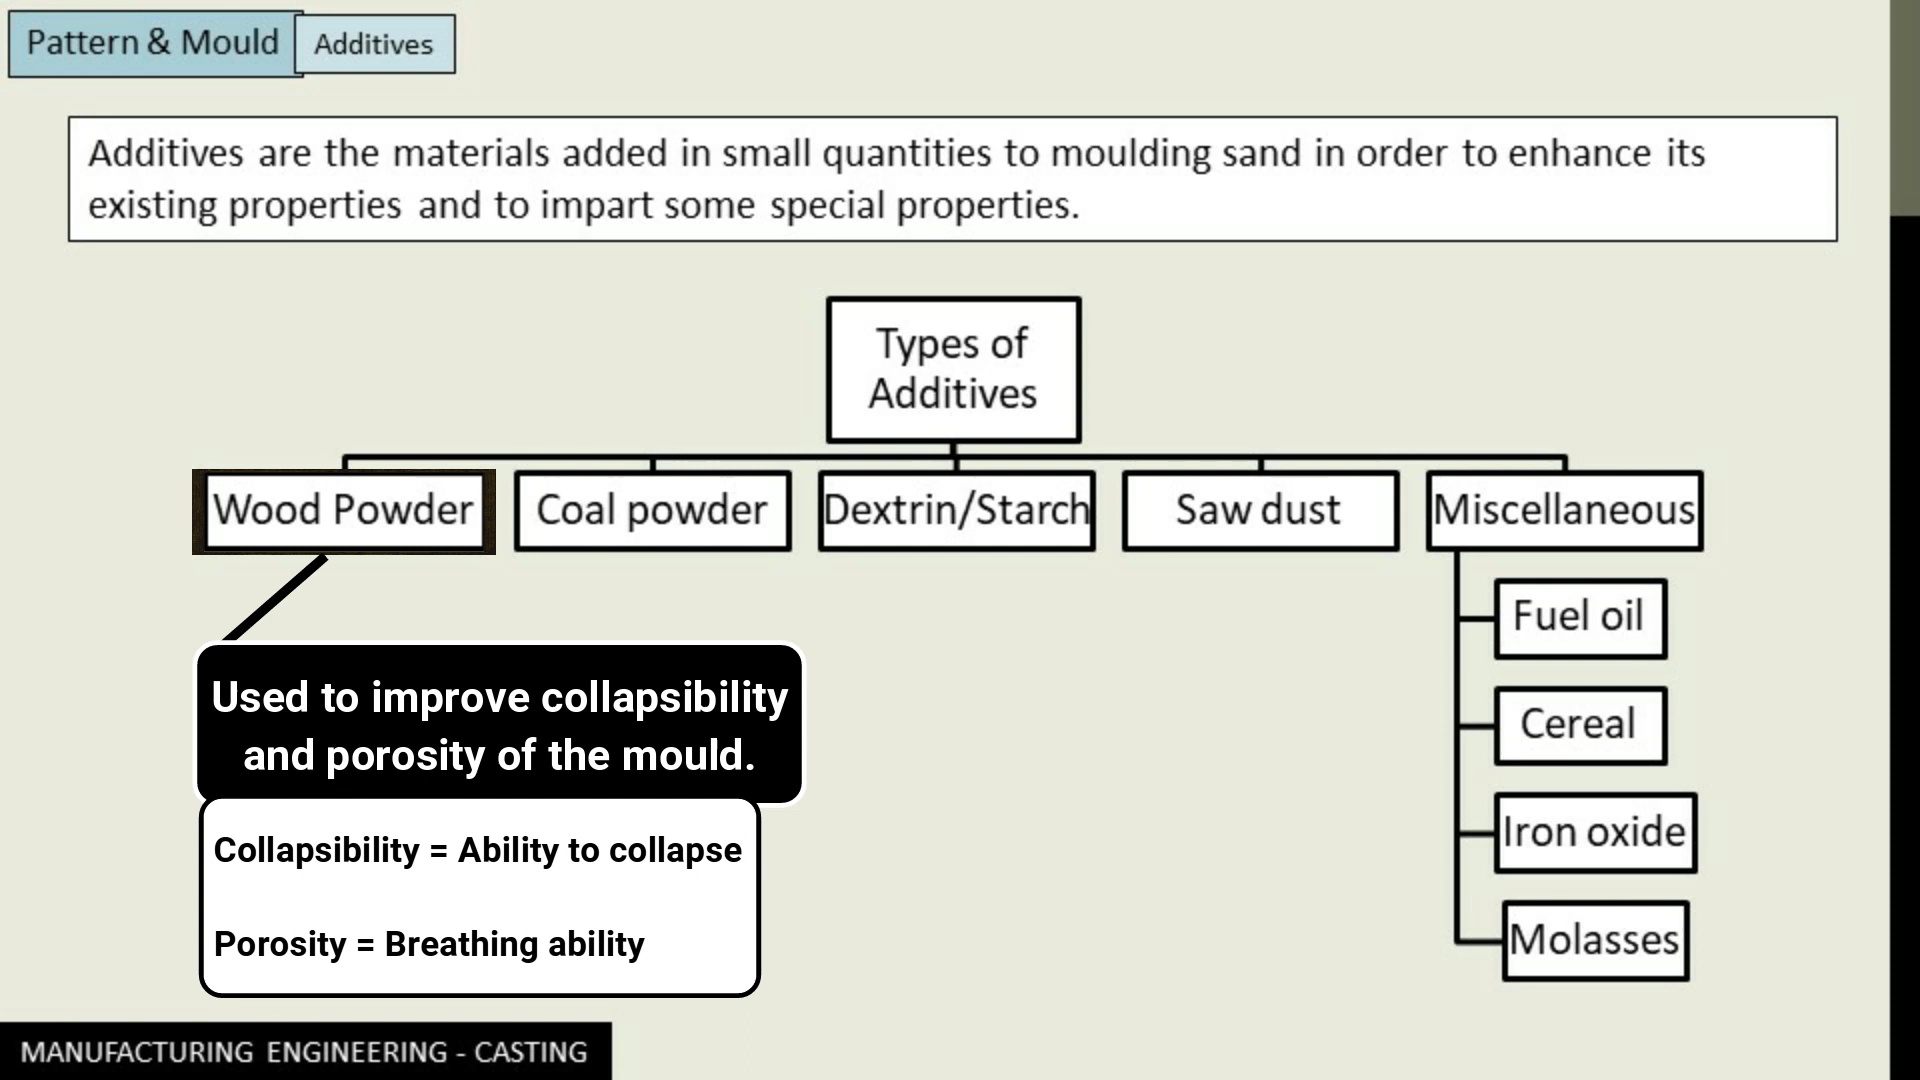 Pattern & Mould
Additives
Additives are the materials added in small quantities to moulding sand in order to enhance its
existing properties and to impart some special properties.
Types of
Additives
Wood Powder
Coal powder
Dextrin/Starch
Saw dust
Miscellaneous
Fuel oil
Cereal
Iron oxide
Molasses
Used to improve collapsibility
and porosity of the mould.
Collapsibility = Ability to collapse
Porosity = Breathing ability
MANUFACTURING ENGINEERING - CASTING